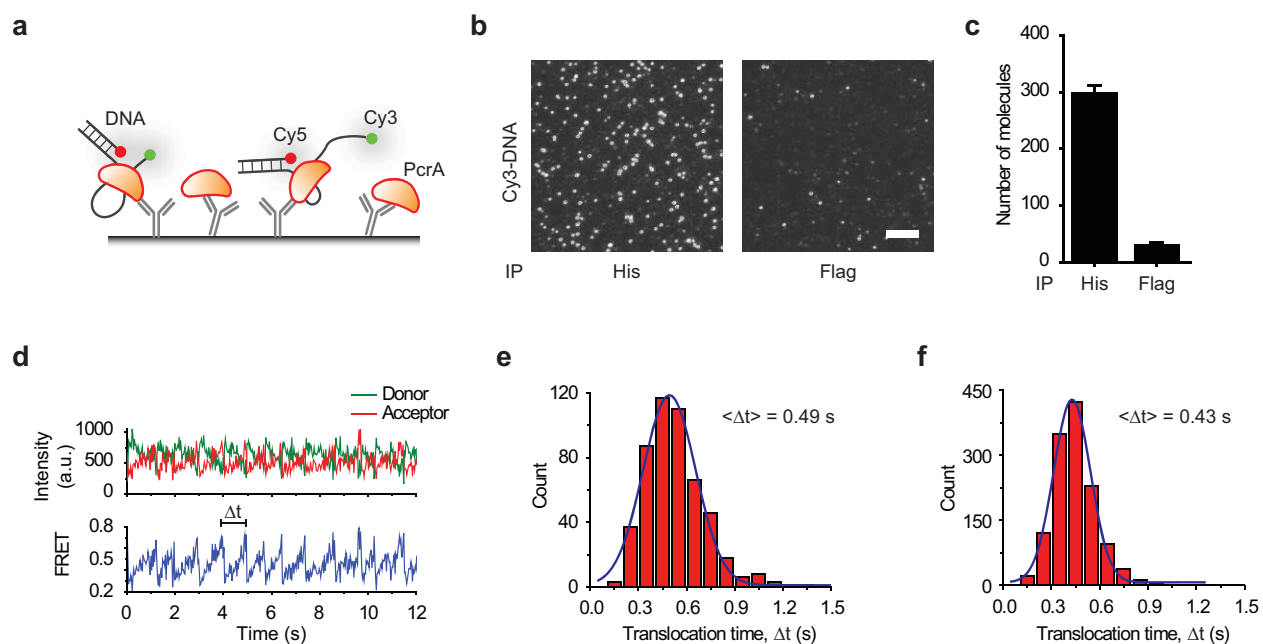 a
DNA
Cy5
Cy3
PcrA
b
Cy3-DNA
IP
His
Flag
c
Number of molecules
400
300
200
100
0
IP
His
Flag
d
Donor
Acceptor
Intensity
(a.u.)
1000
500
0
Δt
FRET
0.8
0.5
0.2
0
2
4
6
8
10
12
Time (s)
e
Count
120
80
40
0
<Δt> = 0.49 s
0.0
0.3
0.6
0.9
1.5
Translocation time, Δt (s)
f
Count
450
300
150
0
<Δt> = 0.43 s
0.0
0.3
0.6
0.9
1.2
1.5
Translocation time, Δt (s)